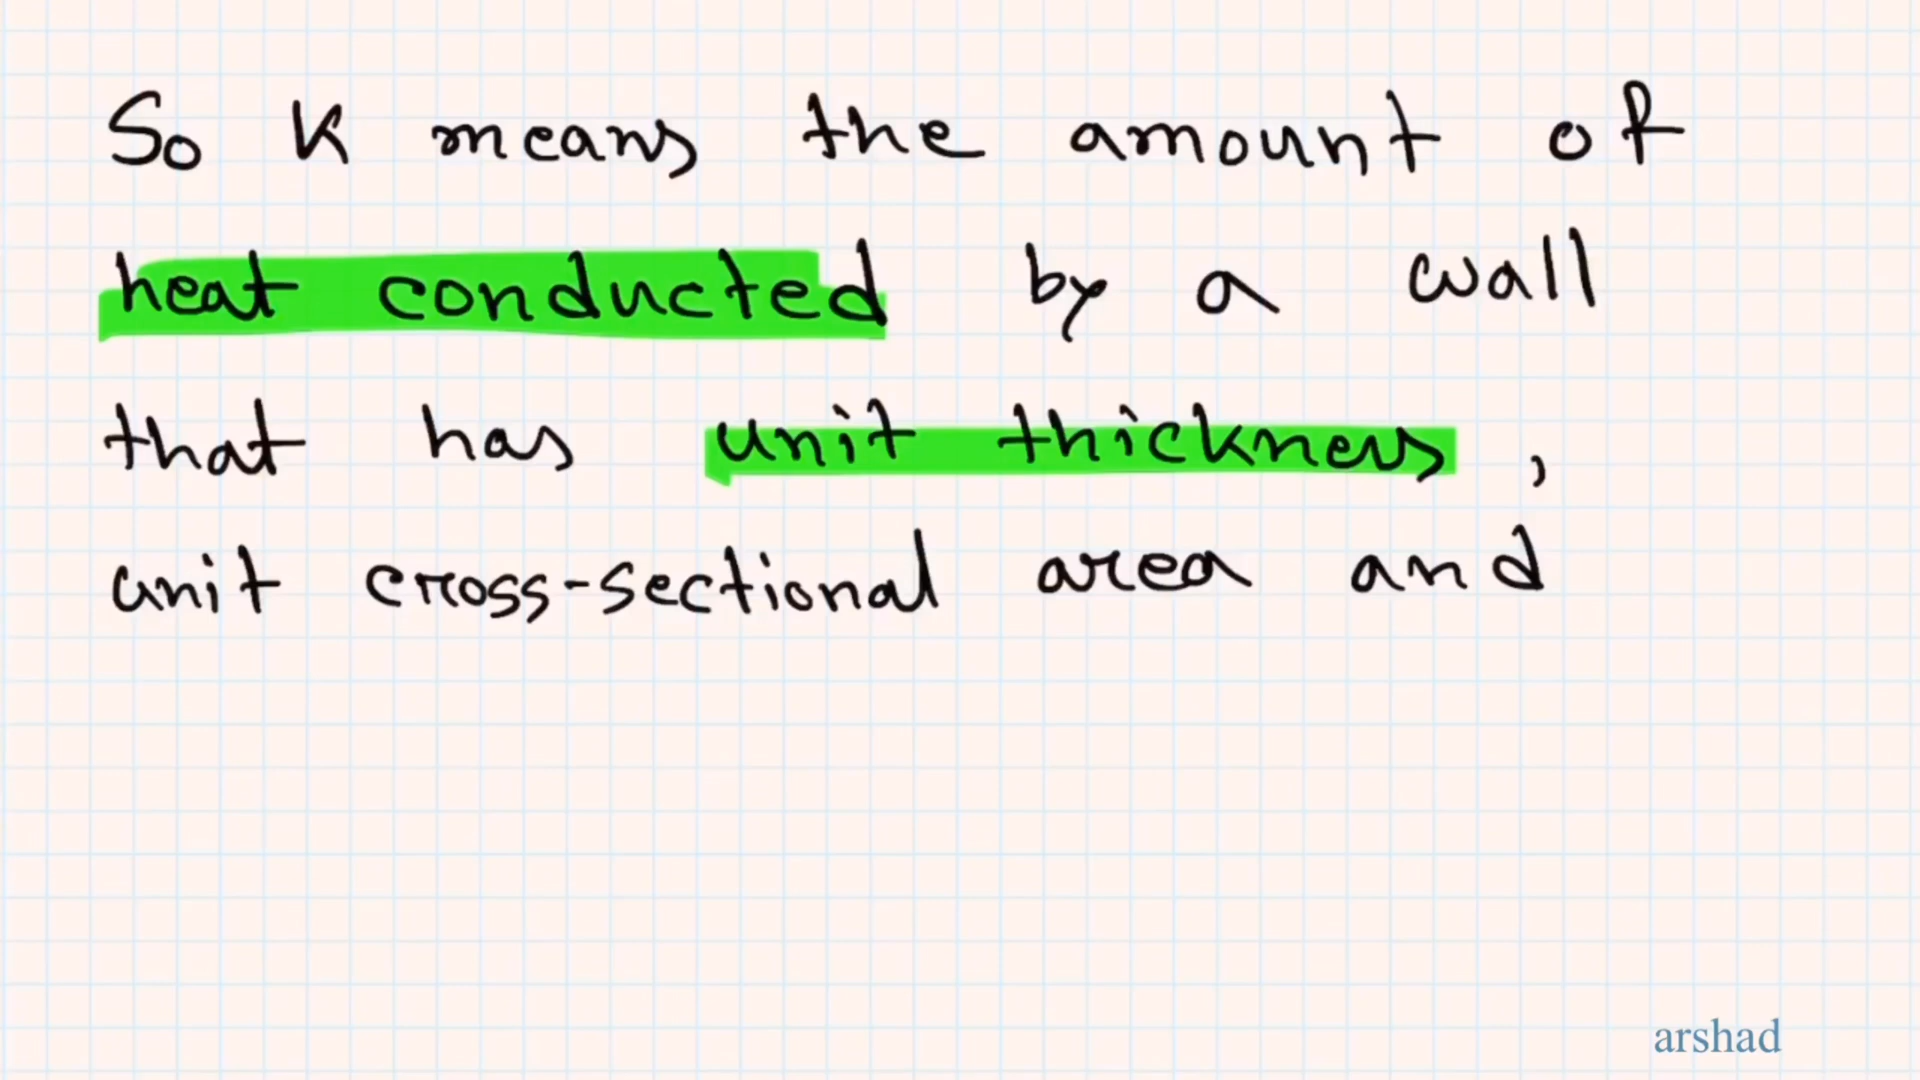 So K means the amount of
heat conducted by a wall
that has unit thickness,
unit cross-sectional area and
arshad